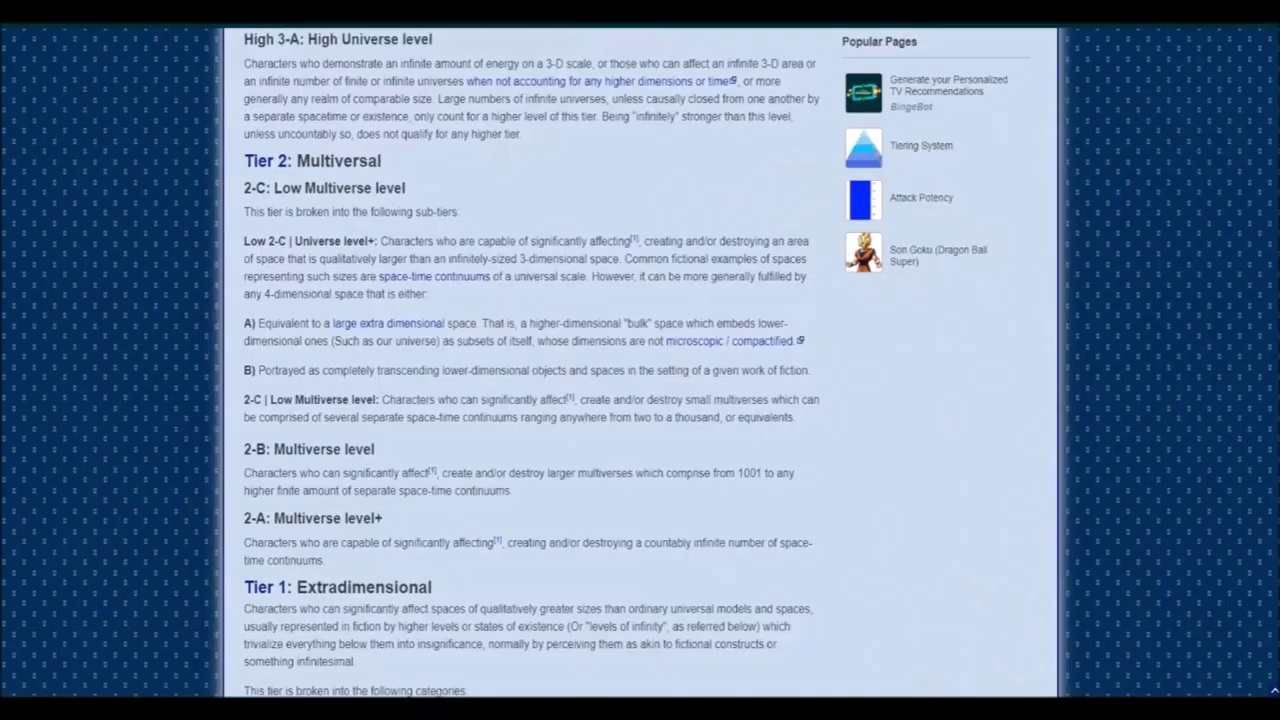 High 3-A: High Universe level
Characters who demonstrate an infinite amount of energy on a 3-D scale, or those who can affect an infinite 3-D area or
an infinite number of finite or infinite universes when not accounting for any higher dimensions or time, or more
generally any realm of comparable size. Large numbers of infinite universes, unless causally closed from one another by
a separate spacetime or existence, only count for a higher level of this tier. Being "infinitely" stronger than this level,
unless uncountably so, does not qualify for any higher tier.
Tier 2: Multiversal
2-C: Low Multiverse level
This tier is broken into the following sub-tiers:
Low 2-C | Universe level+: Characters who are capable of significantly affecting[1], creating and/or destroying an area
of space that is qualitatively larger than an infinitely-sized 3-dimensional space. Common fictional examples of spaces
representing such sizes are space-time continuums of a universal scale. However, it can be more generally fulfilled by
any 4-dimensional space that is either:
A) Equivalent to a large extra dimensional space. That is, a higher-dimensional "bulk" space which embeds lower-
dimensional ones (Such as our universe) as subsets of itself, whose dimensions are not microscopic / compactified.
B) Portrayed as completely transcending lower-dimensional objects and spaces in the setting of a given work of fiction.
2-C | Low Multiverse level: Characters who can significantly affect[1], create and/or destroy small multiverses which can
be comprised of several separate space-time continuums ranging anywhere from two to a thousand, or equivalents.
2-B: Multiverse level
Characters who can significantly affect[1], create and/or destroy larger multiverses which comprise from 1001 to any
higher finite amount of separate space-time continuums.
2-A: Multiverse level+
Characters who are capable of significantly affecting[1], creating and/or destroying a countably infinite number of space-
time continuums.
Tier 1: Extradimensional
Characters who can significantly affect spaces of qualitatively greater sizes than ordinary universal models and spaces,
usually represented in fiction by higher levels or states of existence (Or "levels of infinity", as referred below) which
trivialize everything below them into insignificance, normally by perceiving them as akin to fictional constructs or
something infinitesimal.
This tier is broken into the following categories:
Popular Pages
Generate your Personalized
TV Recommendations
BingeBot
Tiering System
Attack Potency
Son Goku (Dragon Ball
Super)